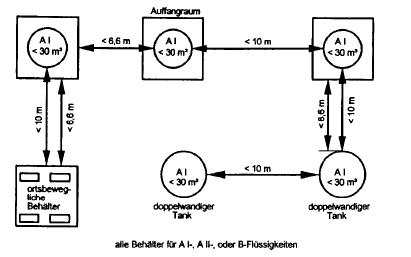 Auffangraum
A I
< 30 m³
< 6,6 m
A I
< 30 m³
< 10 m
A I
< 30 m³
< 10 m
< 6,6 m
< 6,6 m
< 10 m
ortsbeweg-
liche
Behälter
A I
< 30 m³
< 10 m
A I
< 30 m³
doppelwandiger
Tank
doppelwandiger
Tank
alle Behälter für A I-, A II-, oder B-Flüssigkeiten